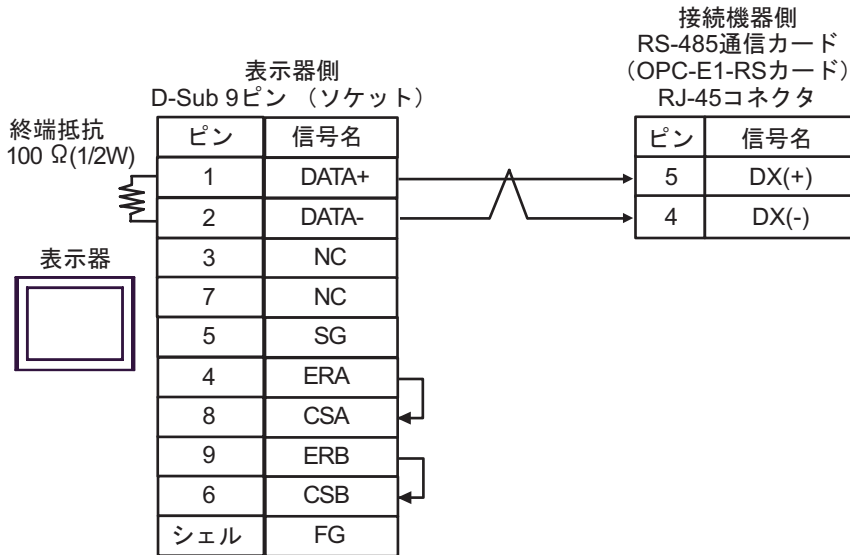 接続機器側
RS-485通信カード
（OPC-E1-RSカード）
RJ-45コネクタ
表示器側
D-Sub 9ピン （ソケット）
終端抵抗
100 Ω(1/2W)
表示器
ピン 信号名
1 DATA+
2 DATA-
3 NC
7 NC
5 SG
4 ERA
8 CSA
9 ERB
6 CSB
シェル FG
ピン 信号名
5 DX(+)
4 DX(-)